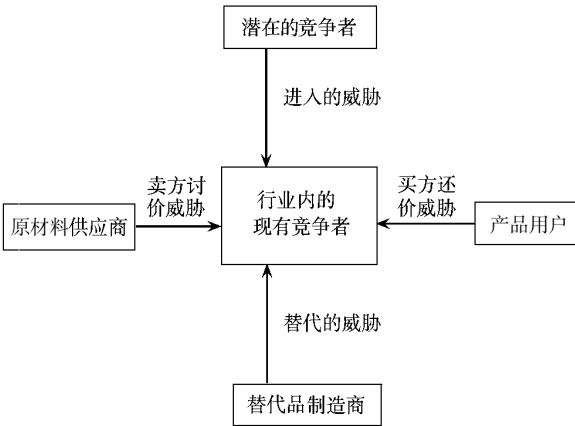 潜在的竞争者
进入的威胁
卖方讨
价威胁
行业内的
现有竞争者
买方还
价威胁
原材料供应商
产品用户
替代的威胁
替代品制造商